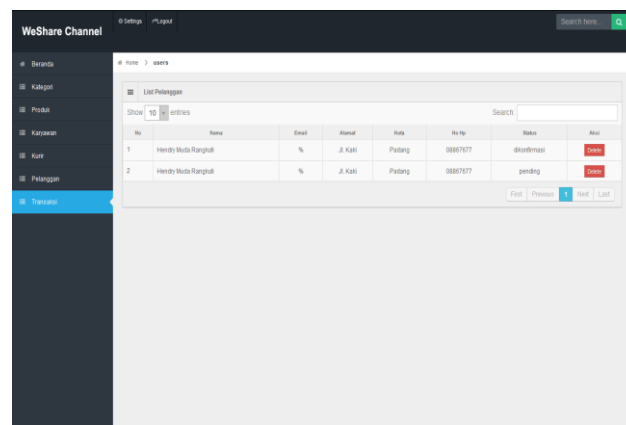 WeShare Channel
Settings Logout
Search here...
Beranda
Kategori
Produk
Karyawan
Kurir
Pelanggan
Transaksi
Home > users
List Pelanggan
Show 10 entries
Search:
No Nama Email Alamat Kota No Hp Status Aksi
1 Hendry Muda Rangkuti % Jl. Kaki Padang 08867677 dikonfirmasi Delete
2 Hendry Muda Rangkuti % Jl. Kaki Padang 08867677 pending Delete
First Previous 1 Next Last